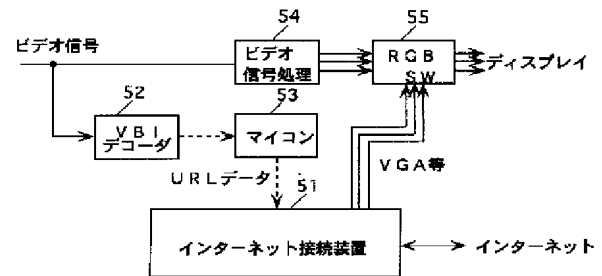 54
55
ビデオ信号
ビデオ
信号処理
RGB
SW
ディスプレイ
52
53
VBI
デコーダ
マイコン
VGA等
URLデータ
51
インターネット接続装置
インターネット